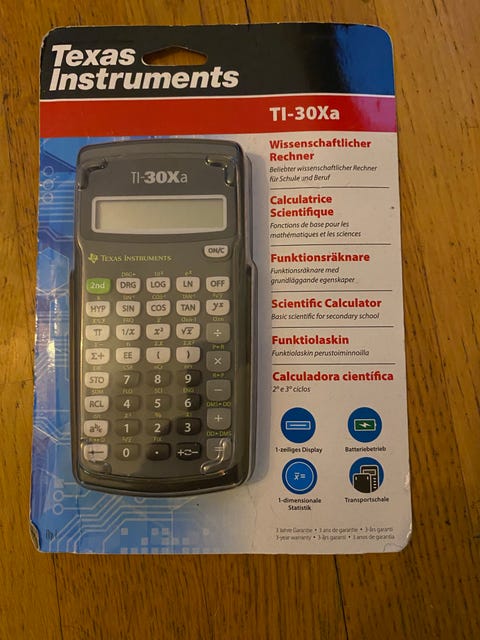 Texas
Instruments
TI-30Xa
Wissenschaftlicher
Rechner
Beliebter wissenschaftlicher Rechner
für Schule und Beruf
Calculatrice
Scientifique
Fonctions de base pour les
mathématiques et les sciences
Funktionsräknare
Funktionsräknare med
grundläggande egenskaper
Scientific Calculator
Basic scientific for secondary school
Funktiolaskin
Funktiolaskin perustoiminnoilla
Calculadora científica
2º e 3º ciclos
1-zeiliges Display
Batteriebetrieb
1-dimensionale
Statistik
Transportschale
3 Jahre Garantie • 3 ans de garantie • 3-års garanti
3-year warranty • 3-års garanti • 3 anos de garantia
TI-30Xa
TEXAS INSTRUMENTS
ON/C
2nd DRG LOG LN OFF
HYP SIN COS TAN yˣ
π 1/x x² √x ÷
Σ+ EE ( ) ×
STO 7 8 9 −
RCL 4 5 6 +
1 2 3
0 . =